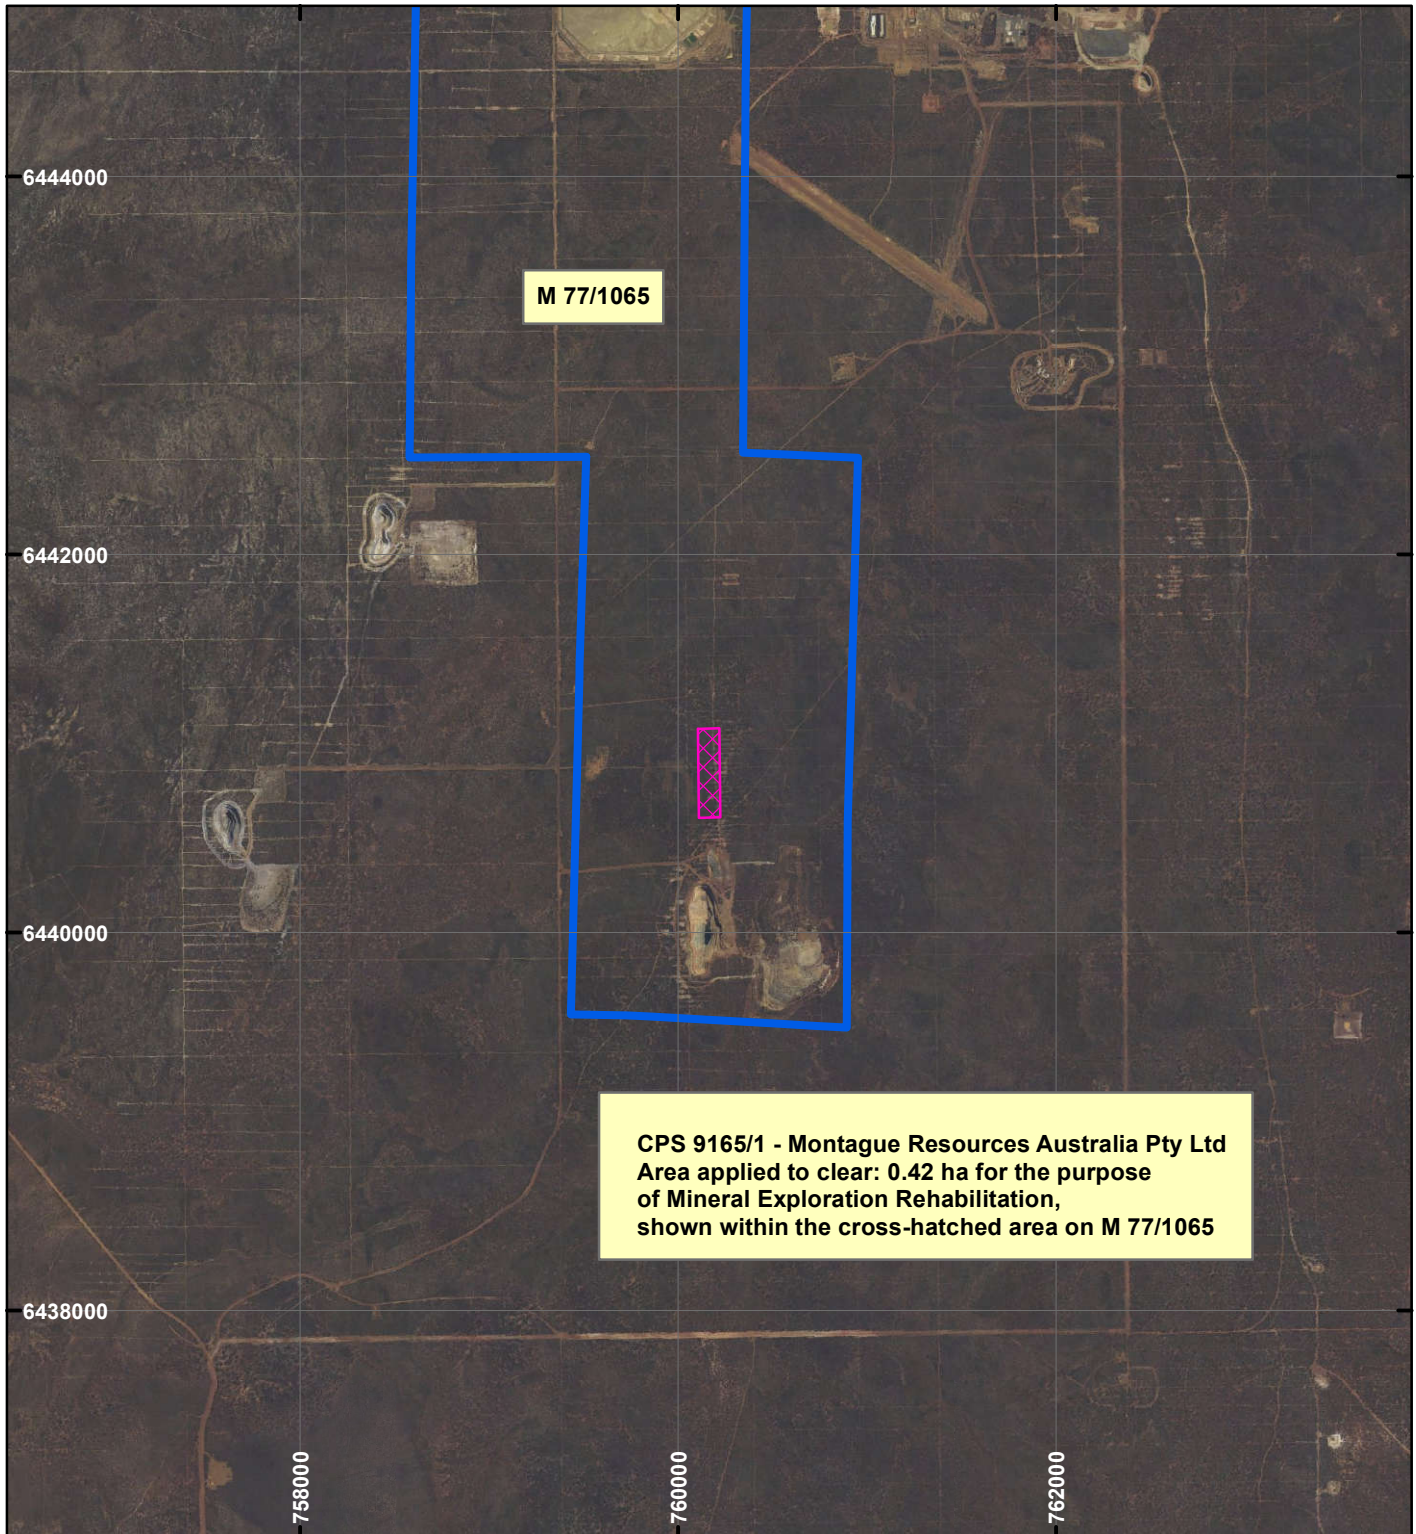 6444000
M 77/1065
6442000
6440000
CPS 9165/1 - Montague Resources Australia Pty Ltd
Area applied to clear: 0.42 ha for the purpose
of Mineral Exploration Rehabilitation,
shown within the cross-hatched area on M 77/1065
6438000
758000
760000
762000